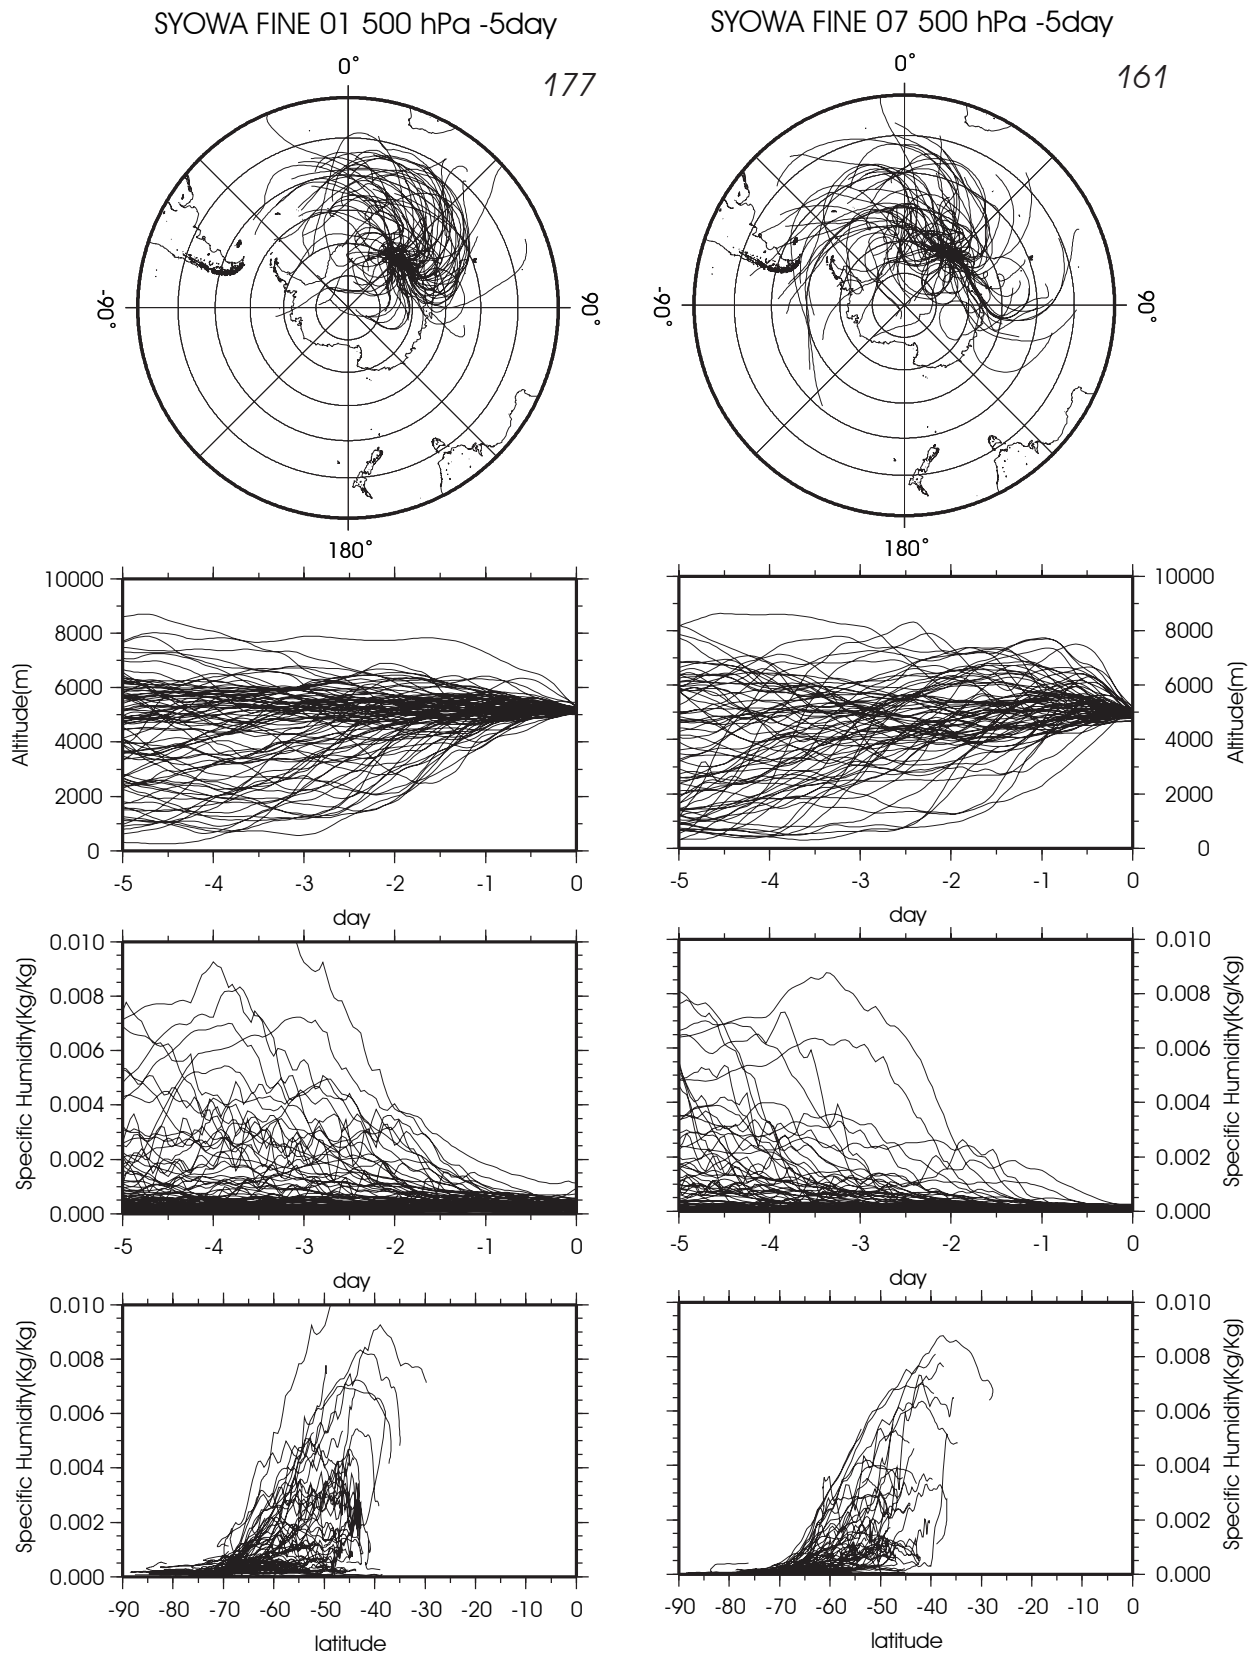 SYOWA FINE 01 500 hPa -5day
SYOWA FINE 07 500 hPa -5day
177
161
0°
0°
-90°
90°
-90°
90°
180°
180°
10000
8000
6000
4000
2000
0
Altitude(m)
-5 -4 -3 -2 -1 0
day
10000
8000
6000
4000
2000
0
Altitude(m)
-5 -4 -3 -2 -1 0
day
0.010
0.008
0.006
0.004
0.002
0.000
Specific Humidity(Kg/Kg)
-5 -4 -3 -2 -1 0
day
0.010
0.008
0.006
0.004
0.002
0.000
Specific Humidity(Kg/Kg)
-5 -4 -3 -2 -1 0
day
0.010
0.008
0.006
0.004
0.002
0.000
Specific Humidity(Kg/Kg)
-90 -80 -70 -60 -50 -40 -30 -20 -10 0
latitude
0.010
0.008
0.006
0.004
0.002
0.000
Specific Humidity(Kg/Kg)
-90 -80 -70 -60 -50 -40 -30 -20 -10 0
latitude